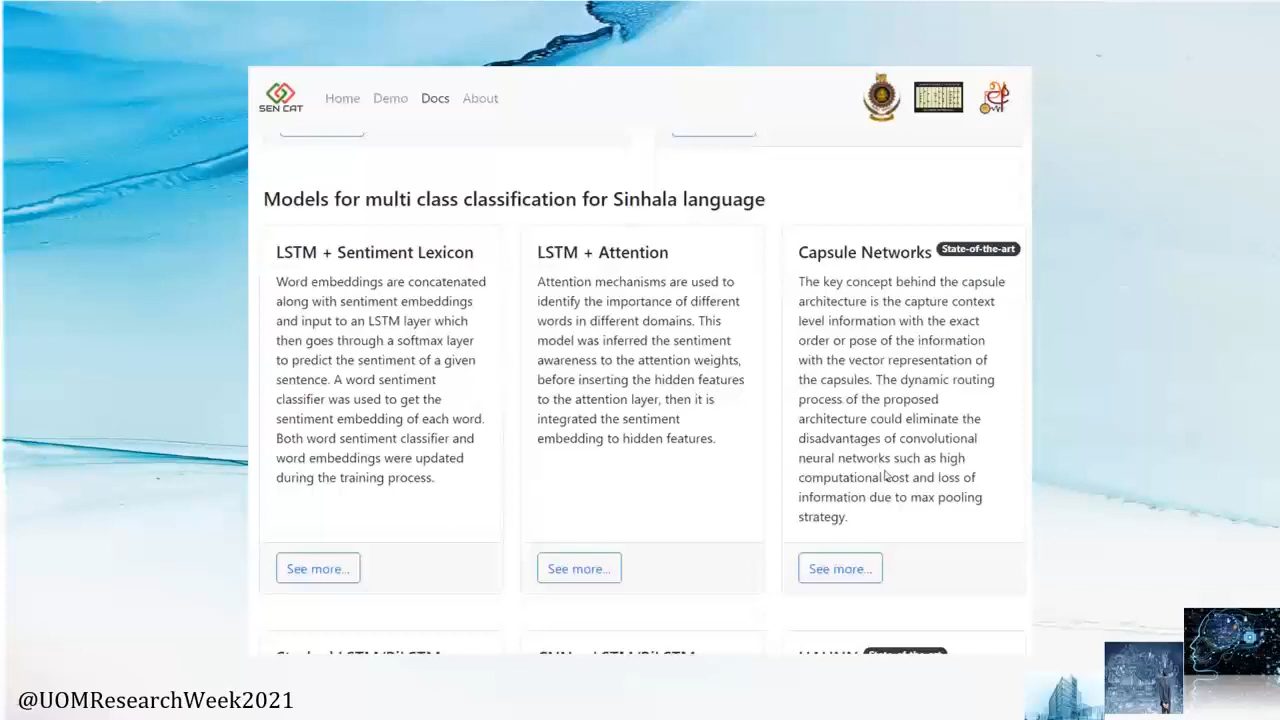 SEN CAT
Home Demo Docs About
Models for multi class classification for Sinhala language
LSTM + Sentiment Lexicon
Word embeddings are concatenated
along with sentiment embeddings
and input to an LSTM layer which
then goes through a softmax layer
to predict the sentiment of a given
sentence. A word sentiment
classifier was used to get the
sentiment embedding of each word.
Both word sentiment classifier and
word embeddings were updated
during the training process.
See more...
LSTM + Attention
Attention mechanisms are used to
identify the importance of different
words in different domains. This
model was inferred the sentiment
awareness to the attention weights,
before inserting the hidden features
to the attention layer, then it is
integrated the sentiment
embedding to hidden features.
See more...
Capsule Networks State-of-the-art
The key concept behind the capsule
architecture is the capture context
level information with the exact
order or pose of the information
with the vector representation of
the capsules. The dynamic routing
process of the proposed
architecture could eliminate the
disadvantages of convolutional
neural networks such as high
computational cost and loss of
information due to max pooling
strategy.
See more...
State-of-the-art
@UOMResearchWeek2021